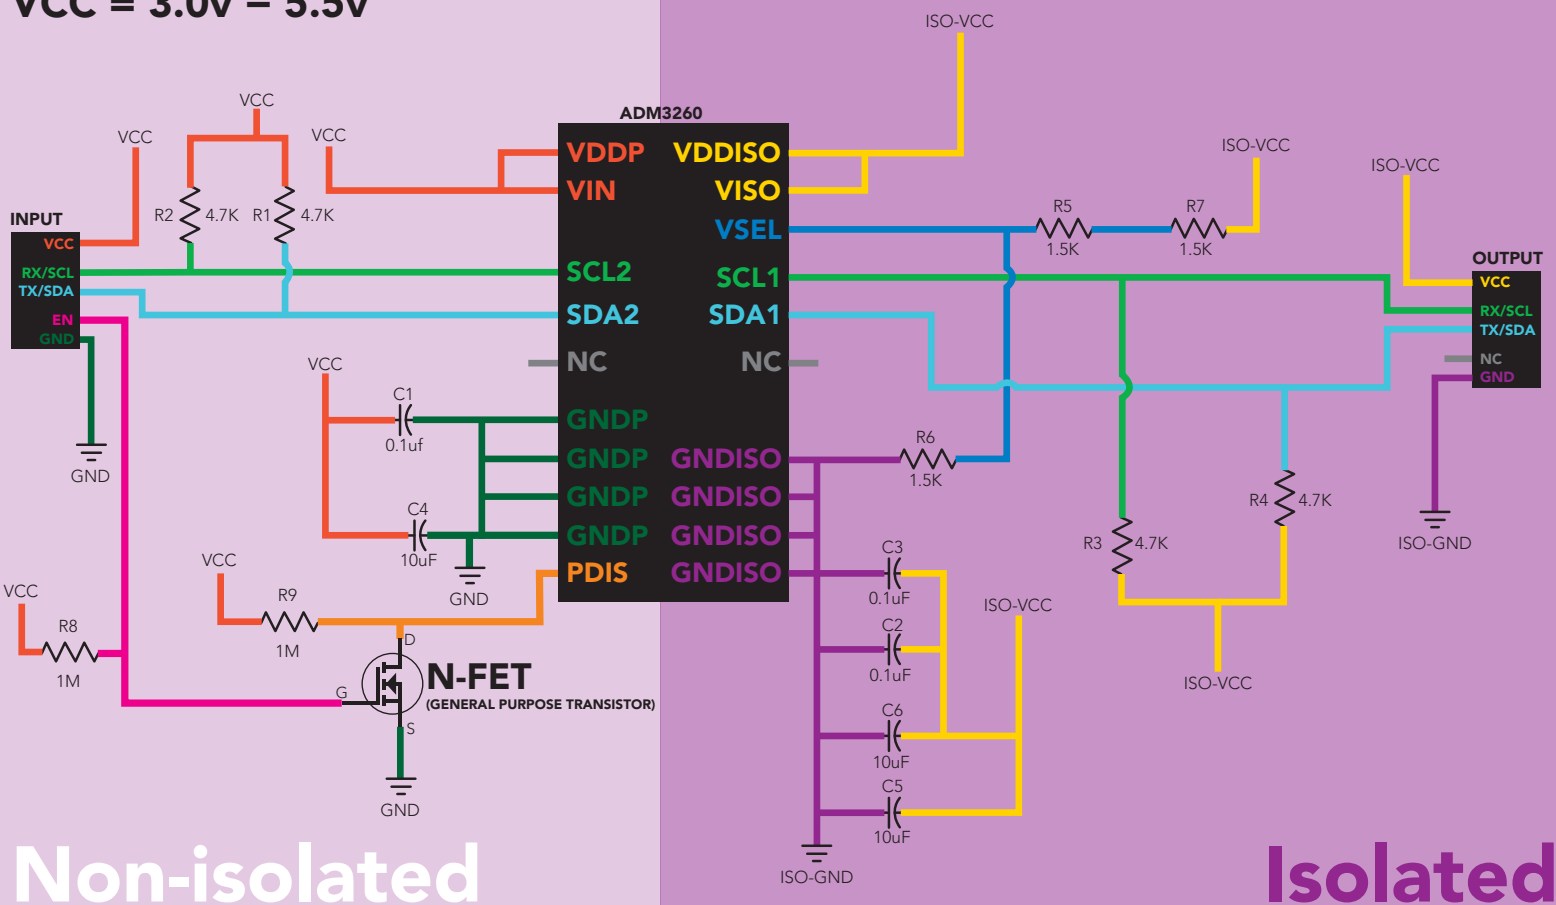 VCC = 3.0v – 5.5v
ISO-VCC
VCC
VCC
VCC
ADM3260
ISO-VCC
ISO-VCC
VDDP
VDDISO
VIN
VISO
R2
4.7K
R1
4.7K
R5
1.5K
R7
1.5K
INPUT
VCC
RX/SCL
TX/SDA
EN
GND
VSEL
SCL2
SCL1
SDA2
SDA1
NC
NC
OUTPUT
VCC
RX/SCL
TX/SDA
NC
GND
VCC
C1
0.1uf
GNDP
GNDP
GNDP
GNDP
PDIS
GNDISO
GNDISO
GNDISO
GNDISO
R6
1.5K
GND
C4
10uF
GND
R3
4.7K
R4
4.7K
ISO-GND
VCC
R9
1M
VCC
R8
1M
D
G
S
N-FET
(GENERAL PURPOSE TRANSISTOR)
GND
C3
0.1uF
C2
0.1uF
C6
10uF
C5
10uF
ISO-VCC
ISO-VCC
ISO-GND
Non-isolated
Isolated